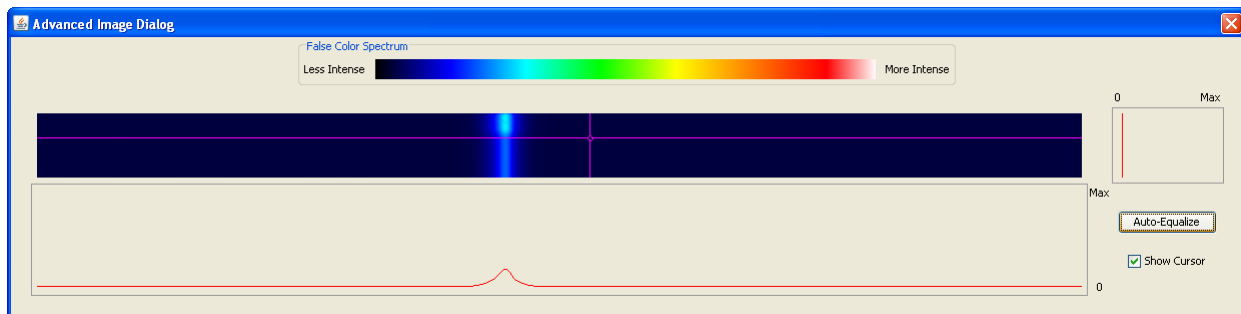 Advanced Image Dialog
False Color Spectrum
Less Intense
More Intense
0
Max
Max
Auto-Equalize
Show Cursor
0